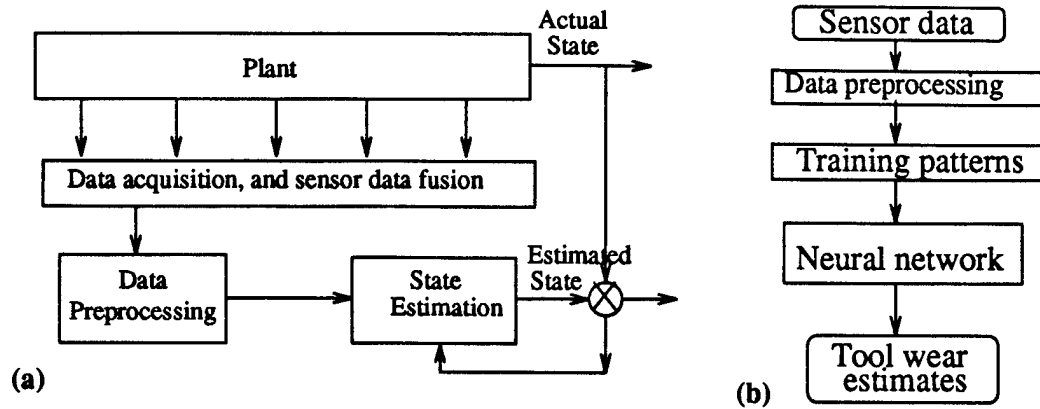 Actual
State
Plant
Data acquisition, and sensor data fusion
Data
Preprocessing
State
Estimation
Estimated
State
(a)
Sensor data
Data preprocessing
Training patterns
Neural network
Tool wear
estimates
(b)